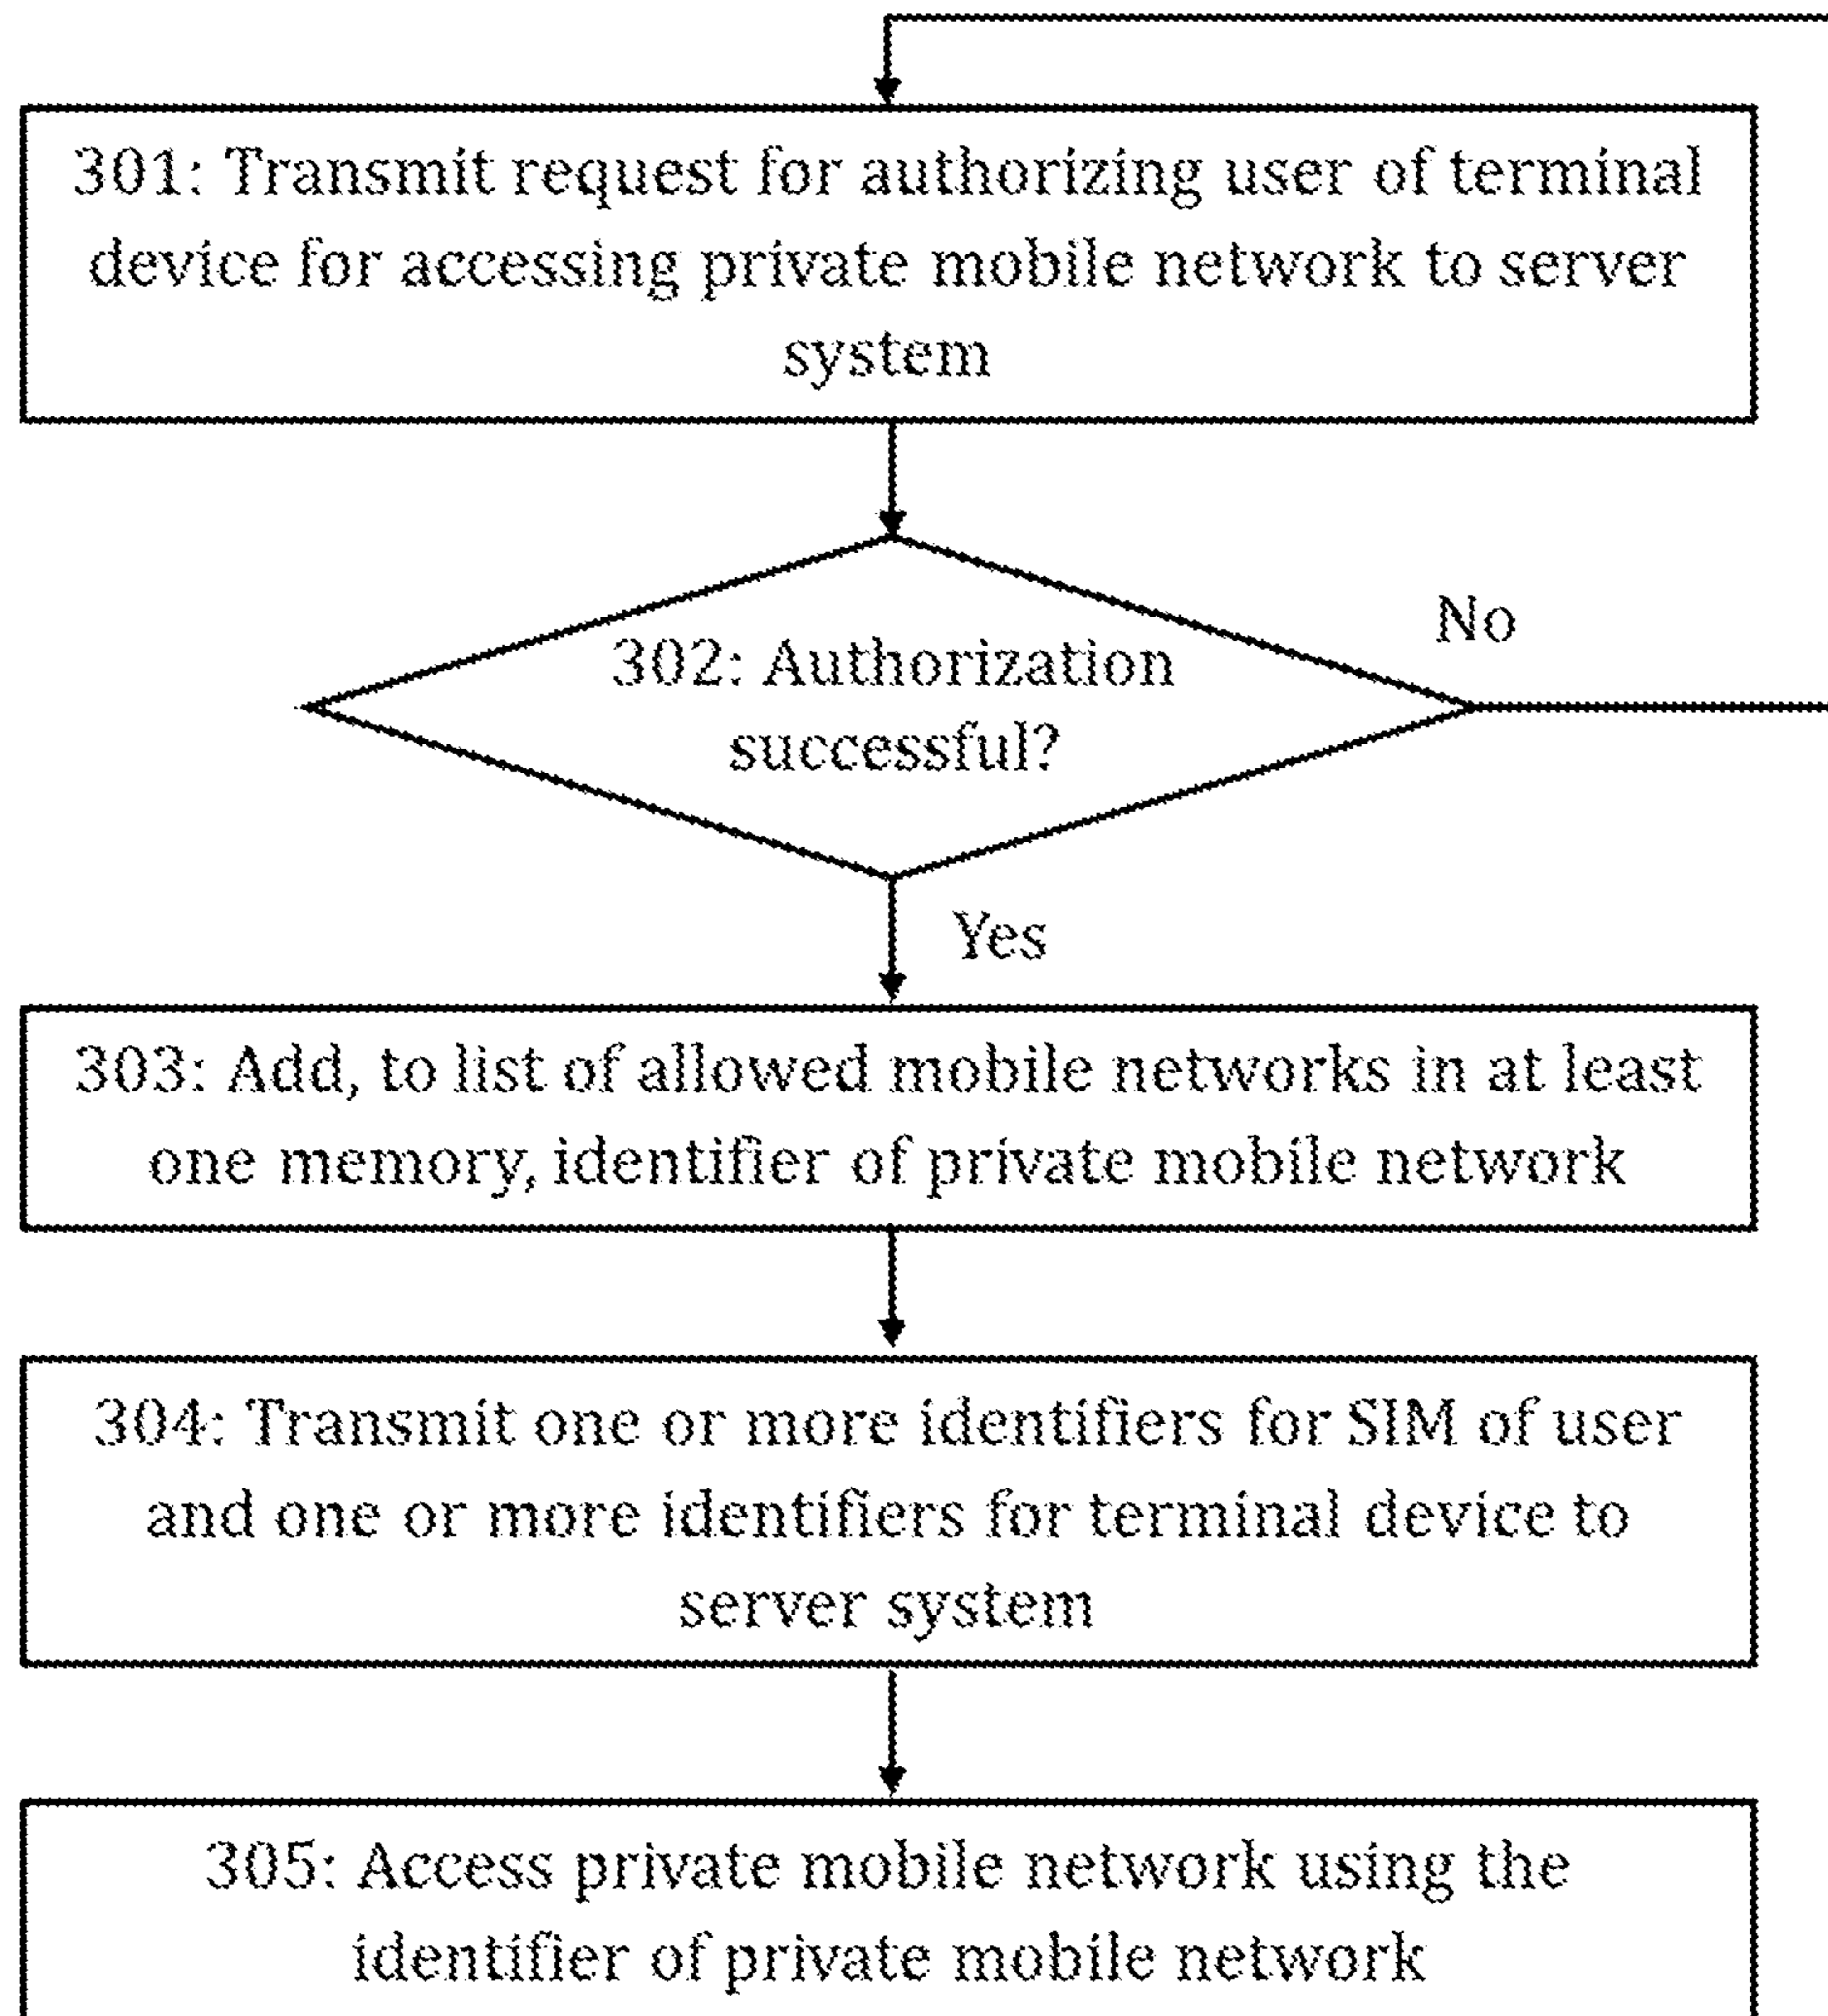 301: Transmit request for authorizing user of terminal
device for accessing private mobile network to server
system
302: Authorization
successful?
No
Yes
303: Add, to list of allowed mobile networks in at least
one memory, identifier of private mobile network
304: Transmit one or more identifiers for SIM of user
and one or more identifiers for terminal device to
server system
305: Access private mobile network using the
identifier of private mobile network